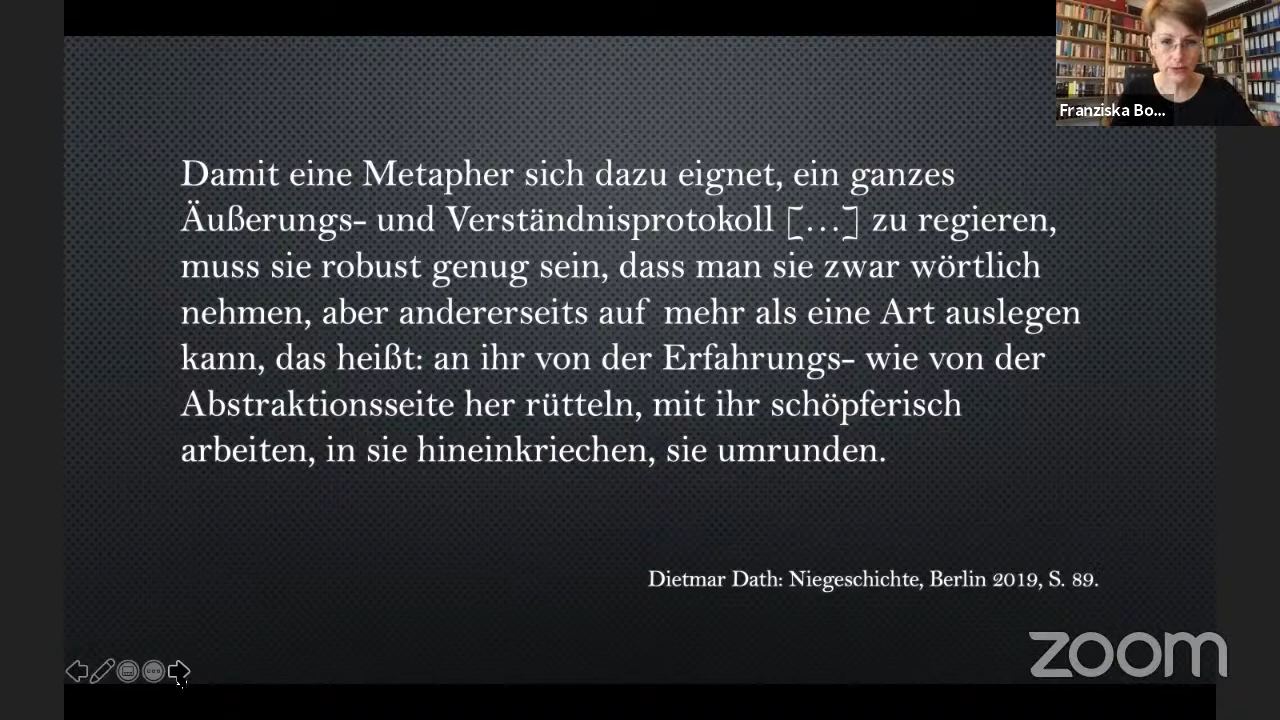 Franziska Bo...
Damit eine Metapher sich dazu eignet, ein ganzes
Äußerungs- und Verständnisprotokoll [...] zu regieren,
muss sie robust genug sein, dass man sie zwar wörtlich
nehmen, aber andererseits auf mehr als eine Art auslegen
kann, das heißt: an ihr von der Erfahrungs- wie von der
Abstraktionsseite her rütteln, mit ihr schöpferisch
arbeiten, in sie hineinkriechen, sie umrunden.
Dietmar Dath: Niegeschichte, Berlin 2019, S. 89.
zoom